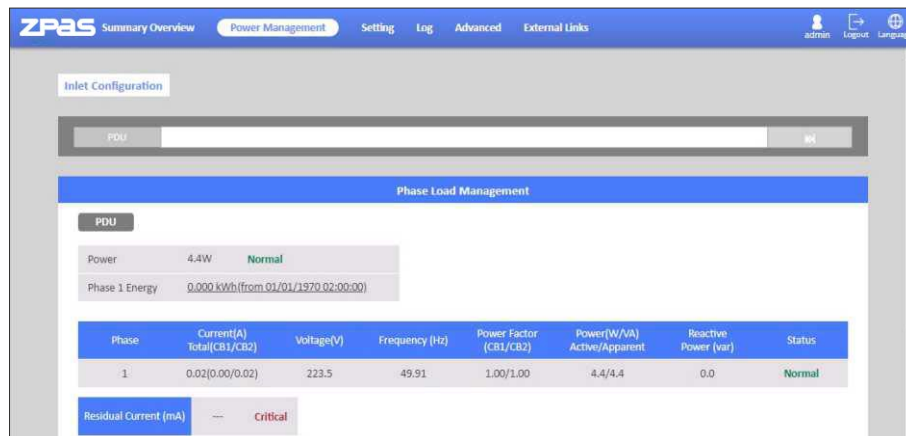 ZPAS Summary Overview Power Management Setting Log Advanced External Links admin Logout
Inlet Configuration
PDU
Phase Load Management
PDU
Power 4.4W Normal
Phase 1 Energy 0.000 kWh(from 01/01/1970 02:00:00)
Phase Current(A) Total(CB1/CB2) Voltage(V) Frequency (Hz) Power Factor (CB1/CB2) Power(W/VA) Active/Apparent Reactive Power (var) Status
1 0.02(0.00/0.02) 223.5 49.91 1.00/1.00 4.4/4.4 0.0 Normal
Residual Current (mA) --- Critical